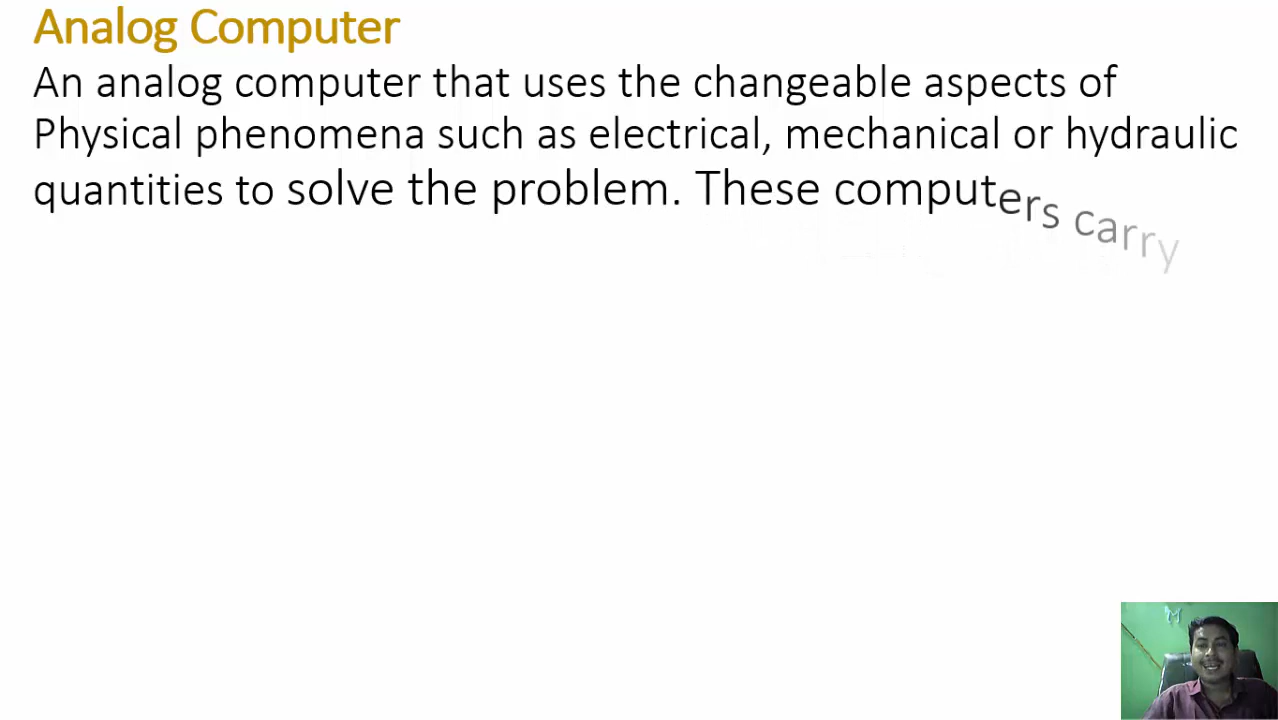 Analog Computer
An analog computer that uses the changeable aspects of
Physical phenomena such as electrical, mechanical or hydraulic
quantities to solve the problem. These computers carry